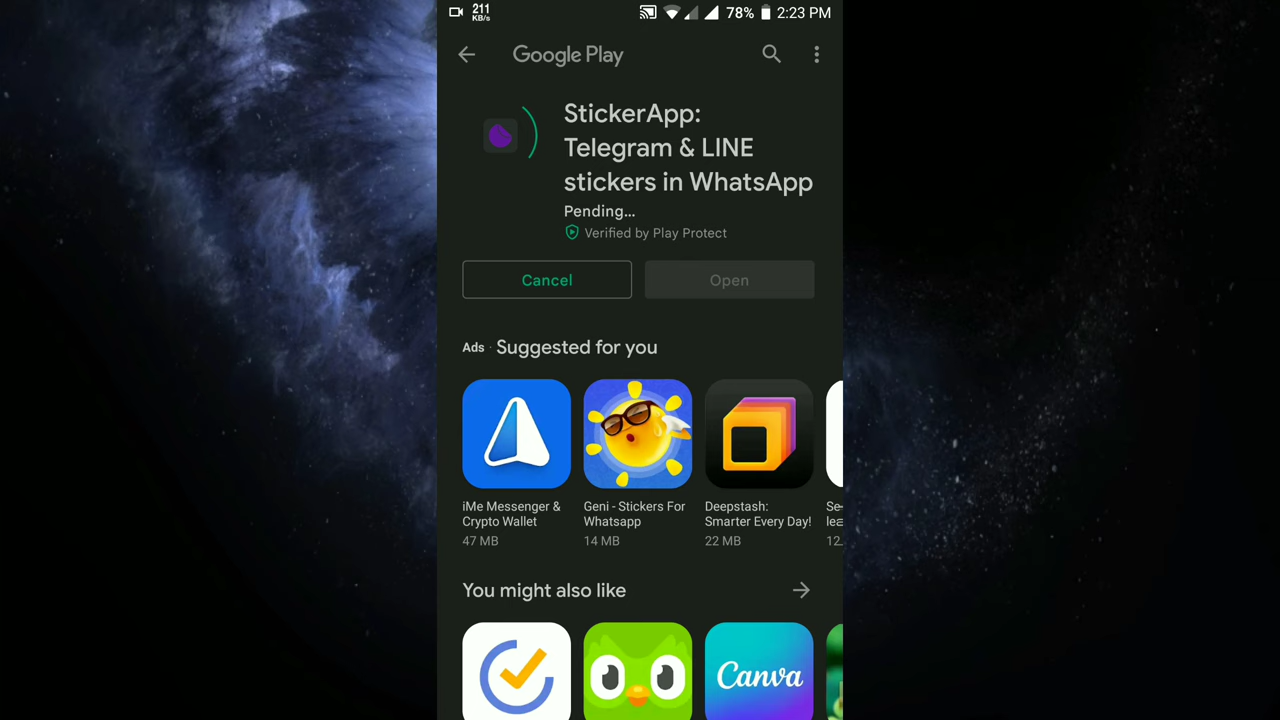 211
KB/s
78%
2:23 PM
Google Play
StickerApp:
Telegram & LINE
stickers in WhatsApp
Pending...
Verified by Play Protect
Cancel
Open
Ads · Suggested for you
iMe Messenger &
Crypto Wallet
47 MB
Geni - Stickers For
Whatsapp
14 MB
Deepstash:
Smarter Every Day!
22 MB
12.
You might also like
Canva